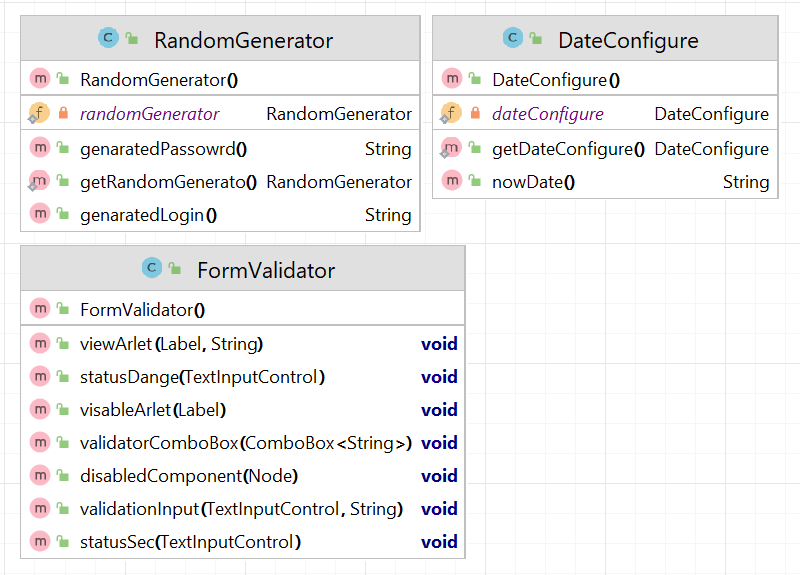 RandomGenerator
RandomGenerator()
randomGenerator RandomGenerator
genaratedPassowrd() String
getRandomGenerato() RandomGenerator
genaratedLogin() String
DateConfigure
DateConfigure()
dateConfigure DateConfigure
getDateConfigure() DateConfigure
nowDate() String
FormValidator
FormValidator()
viewArlet(Label, String) void
statusDange(TextInputControl) void
visableArlet(Label) void
validatorComboBox(ComboBox<String>) void
disabledComponent(Node) void
validationInput(TextInputControl, String) void
statusSec(TextInputControl) void